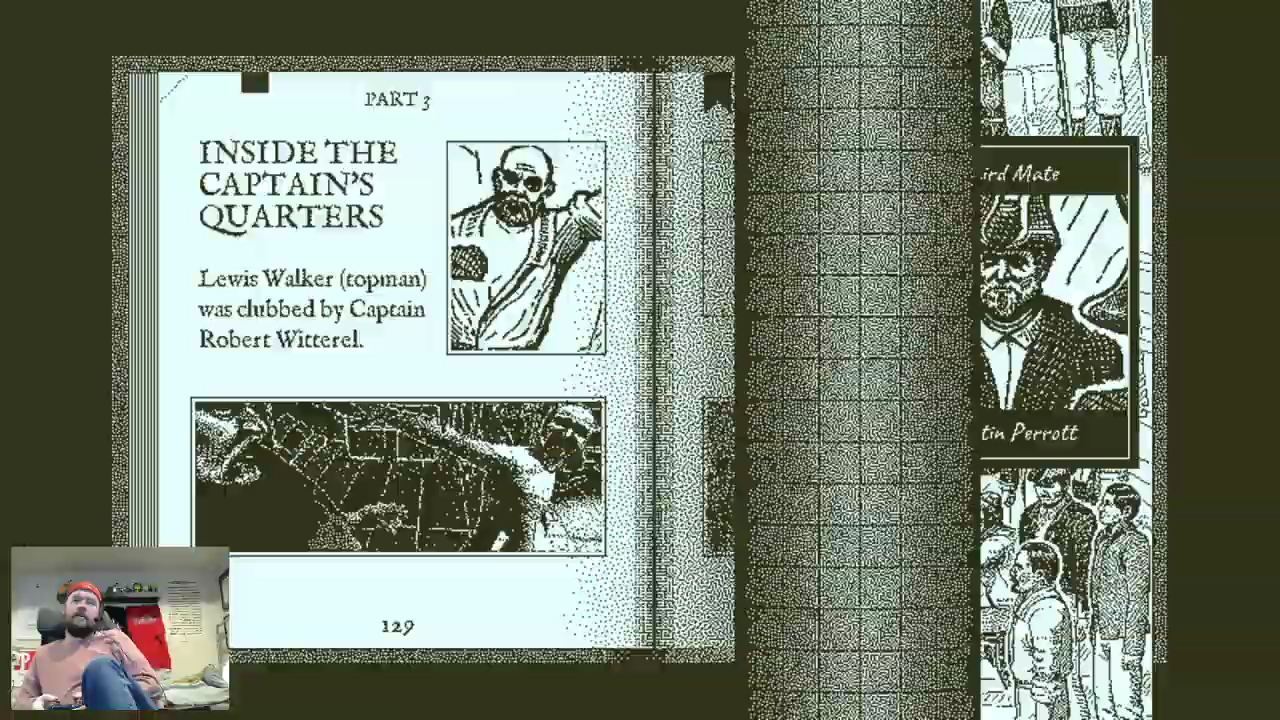 PART 3
INSIDE THE
CAPTAIN'S
QUARTERS
Lewis Walker (topman)
was clubbed by Captain
Robert Witterel.
129
ird Mate
tin Perrott